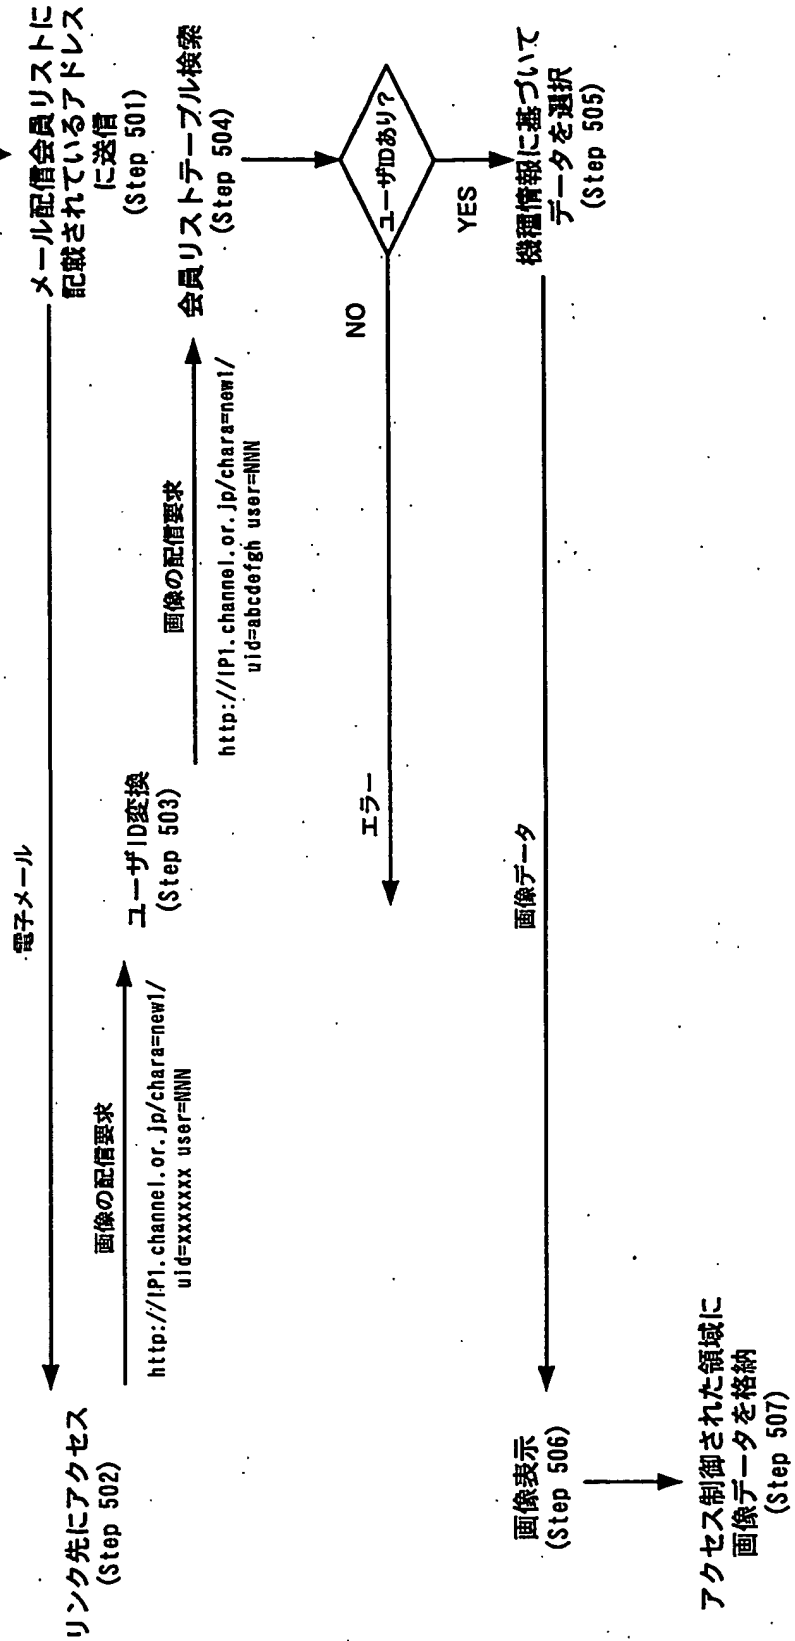 メール配信会員リストに
記載されているアドレス
に送信
(Step 501)
電子メール
リンク先にアクセス
(Step 502)
画像の配信要求
http://IP1.channel.or.jp/chara=new1/
uid=xxxxxxx user=NNN
ユーザID変換
(Step 503)
画像の配信要求
http://IP1.channel.or.jp/chara=new1/
uid=abcdefgh user=NNN
会員リストテーブル検索
(Step 504)
ユーザIDあり?
NO
エラー
YES
機種情報に基づいて
データを選択
(Step 505)
画像データ
画像表示
(Step 506)
アクセス制御された領域に
画像データを格納
(Step 507)